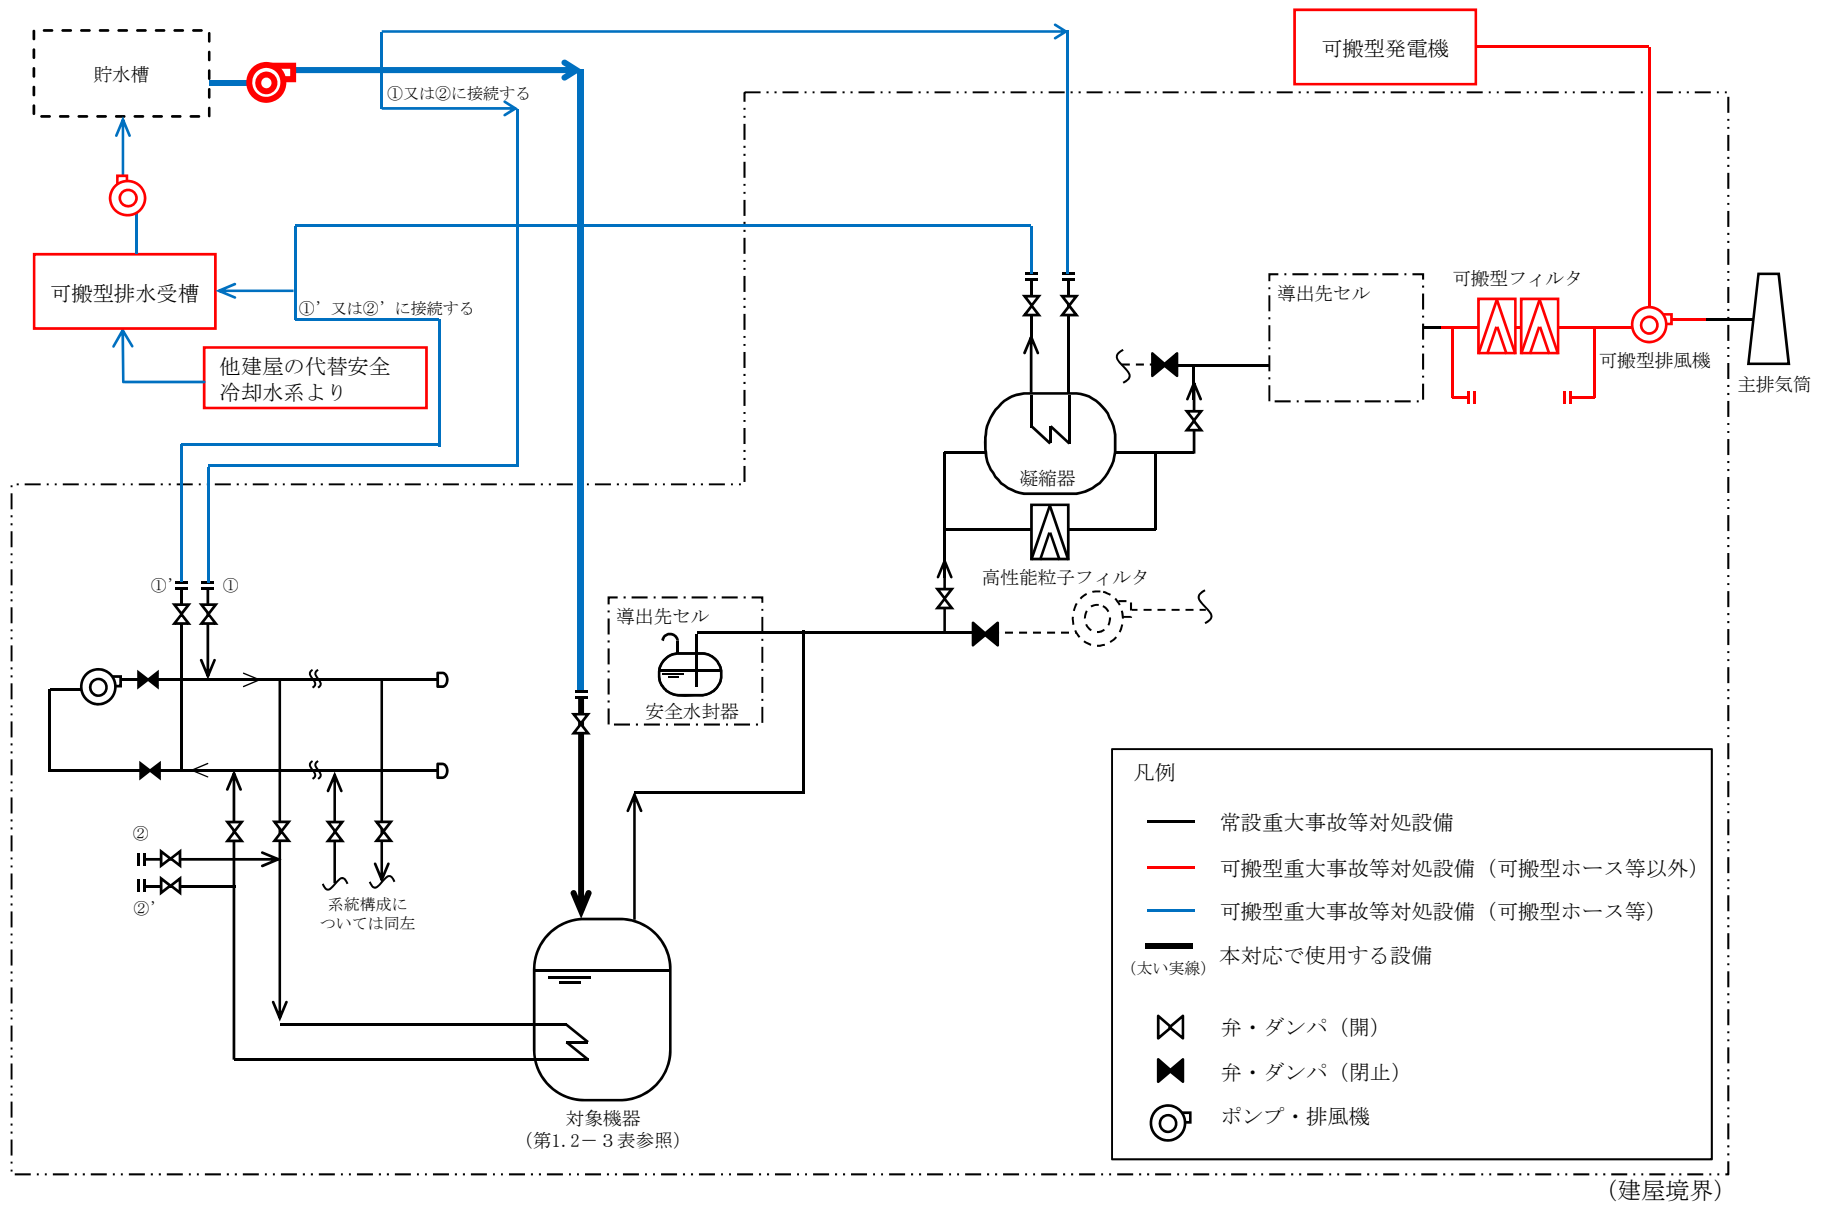 可搬型発電機
貯水槽
①又は②に接続する
可搬型フィルタ
導出先セル
可搬型排水受槽
①’又は②’に接続する
可搬型排風機
主排気筒
他建屋の代替安全
冷却水系より
凝縮器
高性能粒子フィルタ
①’
①
導出先セル
安全水封器
②
②’
系統構成に
ついては同左
対象機器
（第1.2－３表参照）
凡例
常設重大事故等対処設備
可搬型重大事故等対処設備（可搬型ホース等以外）
可搬型重大事故等対処設備（可搬型ホース等）
本対応で使用する設備
（太い実線）
弁・ダンパ（開）
弁・ダンパ（閉止）
ポンプ・排風機
（建屋境界）